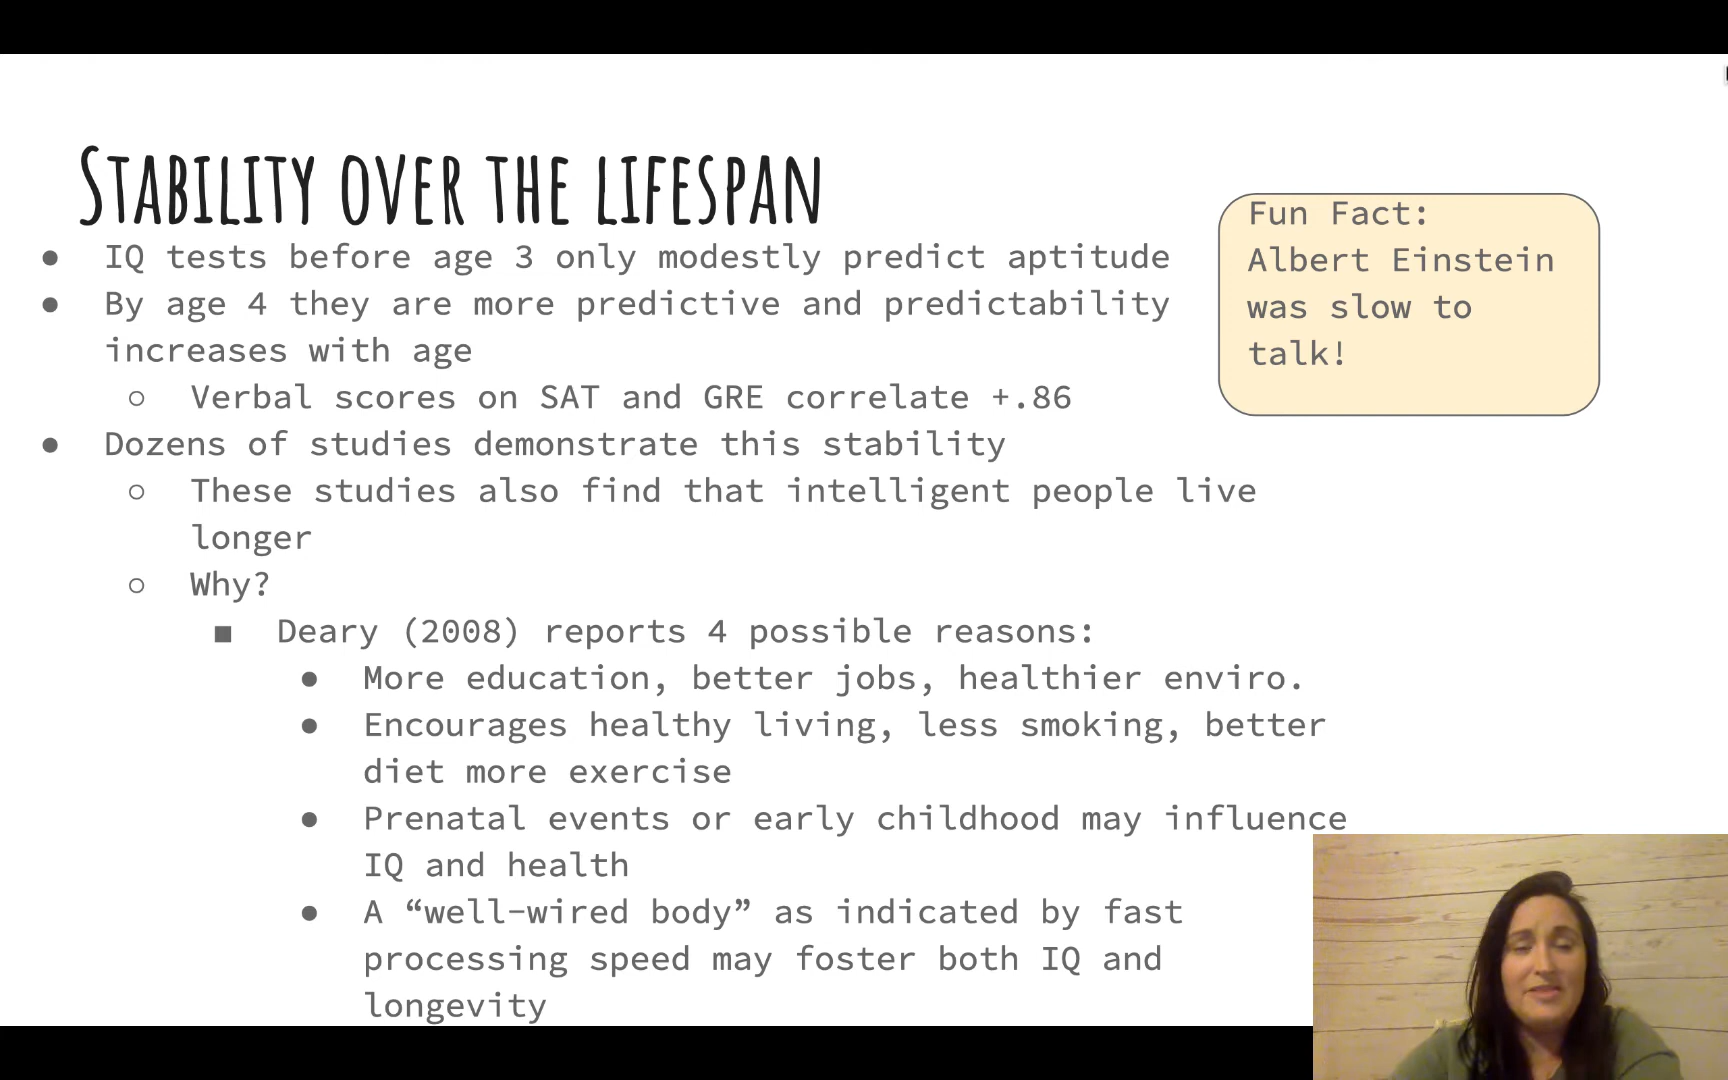 Stability over the lifespan
● IQ tests before age 3 only modestly predict aptitude
● By age 4 they are more predictive and predictability
increases with age
○ Verbal scores on SAT and GRE correlate +.86
● Dozens of studies demonstrate this stability
○ These studies also find that intelligent people live
longer
○ Why?
■ Deary (2008) reports 4 possible reasons:
● More education, better jobs, healthier enviro.
● Encourages healthy living, less smoking, better
diet more exercise
● Prenatal events or early childhood may influence
IQ and health
● A “well-wired body” as indicated by fast
processing speed may foster both IQ and
longevity
Fun Fact:
Albert Einstein
was slow to
talk!